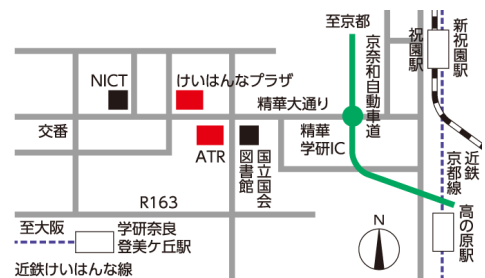 至京都
新祝園駅
祝園駅
京奈和自動車道
NICT
けいはんなプラザ
精華大通り
交番
ATR
国立国会
図書館
精華
学研IC
近鉄
京都線
R163
高の原駅
至大阪
学研奈良
登美ケ丘駅
N
近鉄けいはんな線